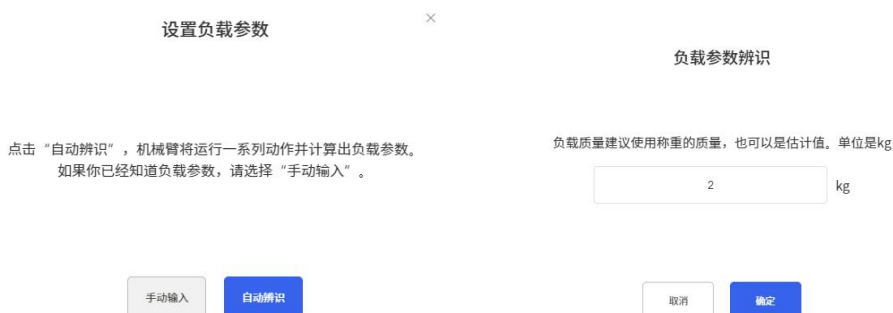 设置负载参数
×
点击“自动辨识”，机械臂将运行一系列动作并计算出负载参数。
如果你已经知道负载参数，请选择“手动输入”。
手动输入
自动辨识
负载参数辨识
负载质量建议使用称重的质量，也可以是估计值。单位是kg
2 kg
取消
确定